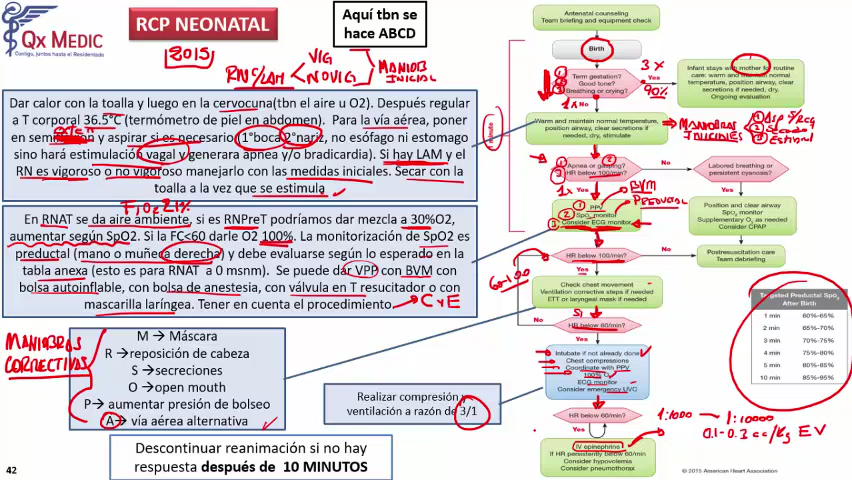 Qx MEDIC
Contigo, juntos hasta el Residentado
RCP NEONATAL
2015
Aquí tbn se
hace ABCD
RN C/LAM
VIG
NO VIG
MANIOB
INICIAL
Dar calor con la toalla y luego en la cervocuna(tbn el aire u O2). Después regular
a T corporal 36.5°C (termómetro de piel en abdomen). Para la vía aérea, poner
en y aspirar si es necesario (1°boca 2°nariz, no esófago ni estomago
sino hará estimulación vagal y generara apnea y/o bradicardia). Si hay LAM y el
RN es vigoroso o no vigoroso manejarlo con las medidas iniciales. Secar con la
toalla a la vez que se estimula
FiO2 21%
En RNAT se da aire ambiente, si es RNPreT podríamos dar mezcla a 30%O2,
aumentar según SpO2. Si la FC<60 darle O2 100%. La mnitorización de SpO2 es
preductal (mano o muñeca derecha) y debe evaluarse según lo esperado en la
tabla anexa (esto es para RNAT a 0 msnm). Se puede dar VPP con BVM con
bolsa autoinflable, con bolsa de anestesia, con válvula en T resucitador o con
mascarilla laríngea. Tener en cuenta el procedimiento
C y E
MANIOBRAS
CORRECTIVAS
M → Máscara
R →reposición de cabeza
S →secreciones
O →open mouth
P→ aumentar presión de bolseo
A→ vía aérea alternativa
Realizar compresión y
ventilación a razón de 3/1
Descontinuar reanimación si no hay
respuesta después de 10 MINUTOS
42
Antenatal counseling
Team briefing and equipment check
Birth
1 minute
Term gestation?
Good tone?
Breathing or crying?
3x
Yes
90%
Infant stays with mother for routine
care: warm and maintain normal
temperature, position airway, clear
secretions if needed, dry.
Ongoing evaluation
1x No
Warm and maintain normal temperature,
position airway, clear secretions if
needed, dry, stimulate
MANIOBRAS
INICIALES
Apnea or gasping?
HR below 100/min?
No
Labored breathing or
persistent cyanosis?
1x Yes
BVM
PREDUCTAL
PPV
SpO2 monitor
Consider ECG monitor
Yes
No
Position and clear airway
SpO2 monitor
Supplementary O2 as needed
Consider CPAP
HR below 100/min?
No
Postresuscitation care
Team debriefing
60-100
Yes
Check chest movement
Ventilation corrective steps if needed
ETT or laryngeal mask if needed
No
HR below 60/min?
Yes
Intubate if not already done
Chest compressions
Coordinate with PPV
100% O2
ECG monitor
Consider emergency UVC
HR below 60/min?
Yes
IV epinephrine
If HR persistently below 60/min
Consider hypovolemia
Consider pneumothorax
1:1000
1:10000
0.1-0.3 cc/kg EV
Targeted Preductal SpO2
After Birth
1 min 60%-65%
2 min 65%-70%
3 min 70%-75%
4 min 75%-80%
5 min 80%-85%
10 min 85%-95%
© 2015 American Heart Association